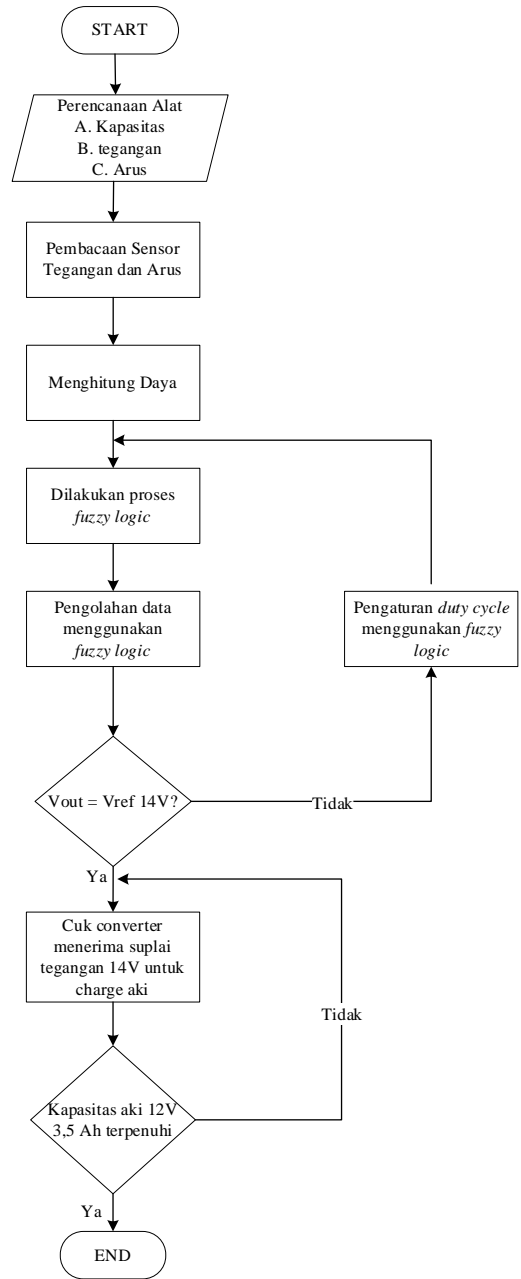 START
Perencanaan Alat
A. Kapasitas
B. tegangan
C. Arus
Pembacaan Sensor
Tegangan dan Arus
Menghitung Daya
Dilakukan proses
fuzzy logic
Pengolahan data
menggunakan
fuzzy logic
Pengaturan duty cycle
menggunakan fuzzy
logic
Vout = Vref 14V?
Tidak
Ya
Cuk converter
menerima suplai
tegangan 14V untuk
charge aki
Tidak
Kapasitas aki 12V
3,5 Ah terpenuhi
Ya
END